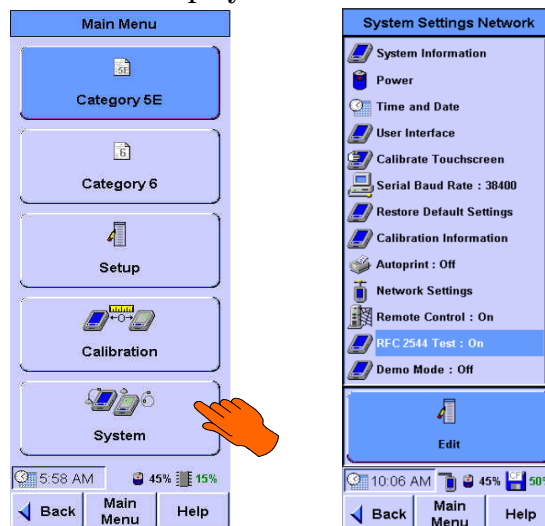 Main Menu
5E
Category 5E
6
Category 6
Setup
Calibration
System
5:58 AM 45% 15%
Back Main Menu Help
System Settings Network
System Information
Power
Time and Date
User Interface
Calibrate Touchscreen
Serial Baud Rate : 38400
Restore Default Settings
Calibration Information
Autoprint : Off
Network Settings
Remote Control : On
RFC 2544 Test : On
Demo Mode : Off
Edit
10:06 AM 45% CF 50%
Back Main Menu Help